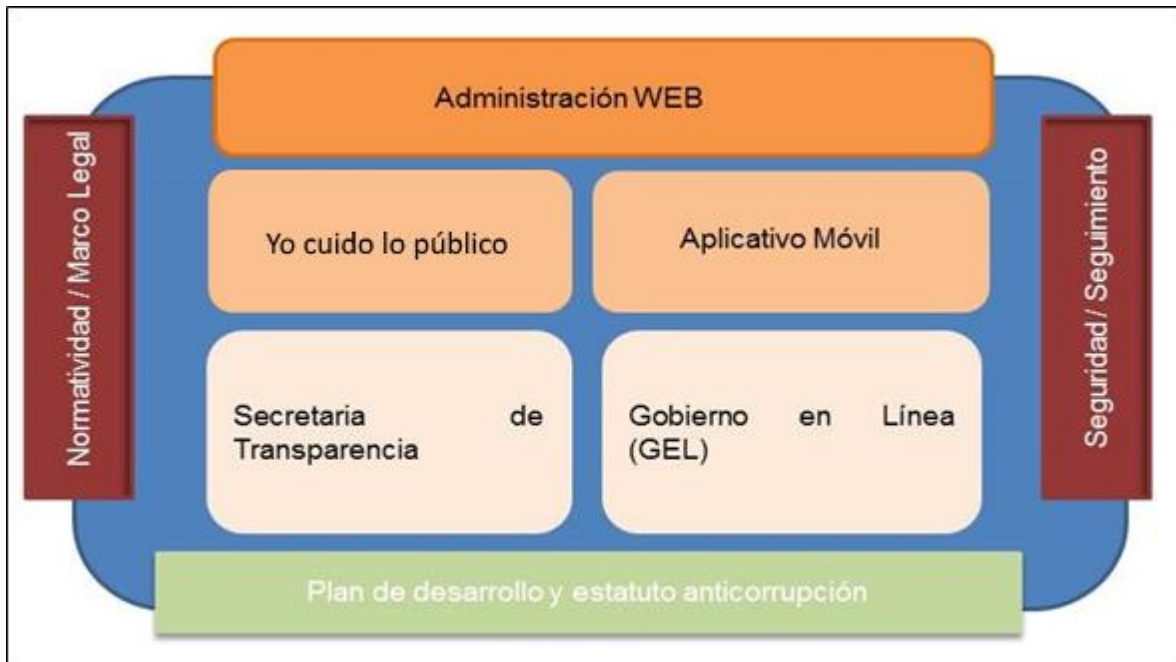 Administración WEB
Normatividad / Marco Legal
Yo cuido lo público
Aplicativo Móvil
Seguridad / Seguimiento
Secretaria de
Transparencia
Gobierno en Línea
(GEL)
Plan de desarrollo y estatuto anticorrupción